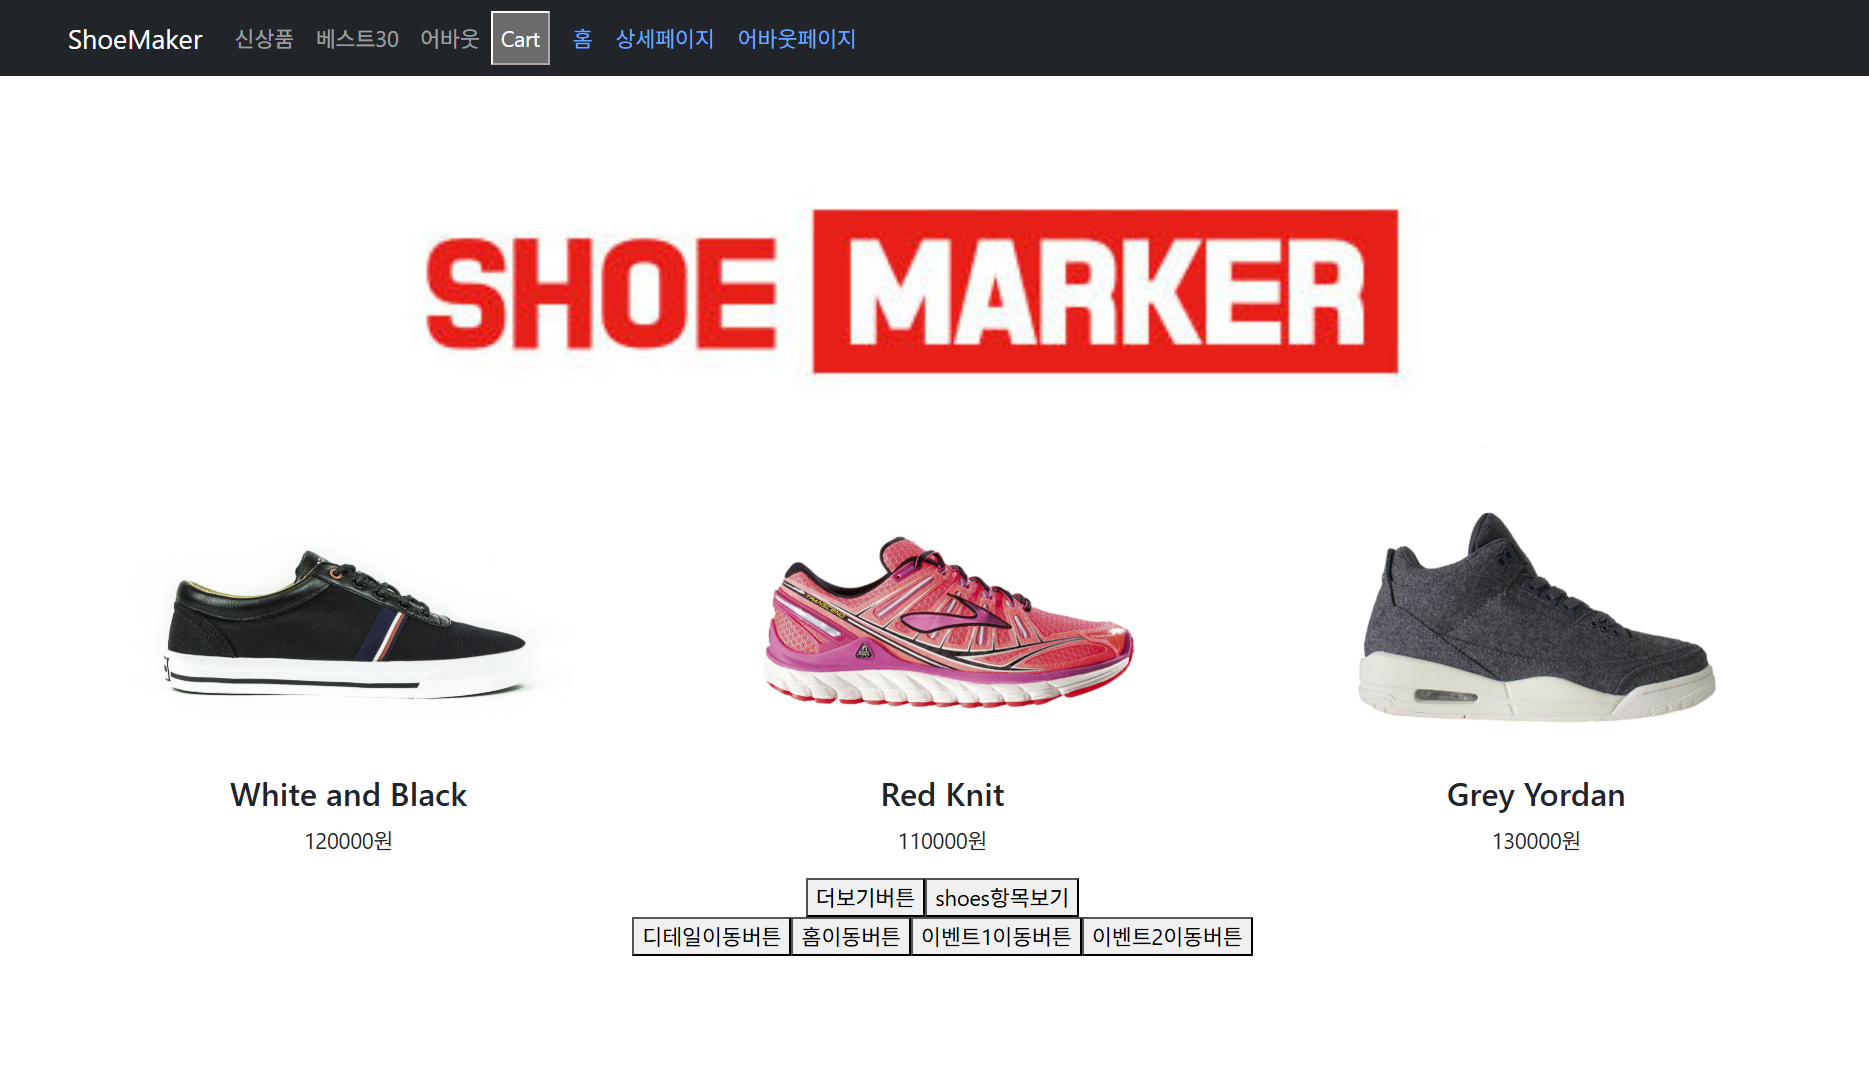 ShoeMaker 신상품 베스트30 어바웃 Cart 홈 상세페이지 어바웃페이지
SHOE MARKER
TRANSCEND
White and Black
Red Knit
Grey Yordan
120000원
110000원
130000원
더보기버튼 shoes항목보기
디테일이동버튼 홈이동버튼 이벤트1이동버튼 이벤트2이동버튼